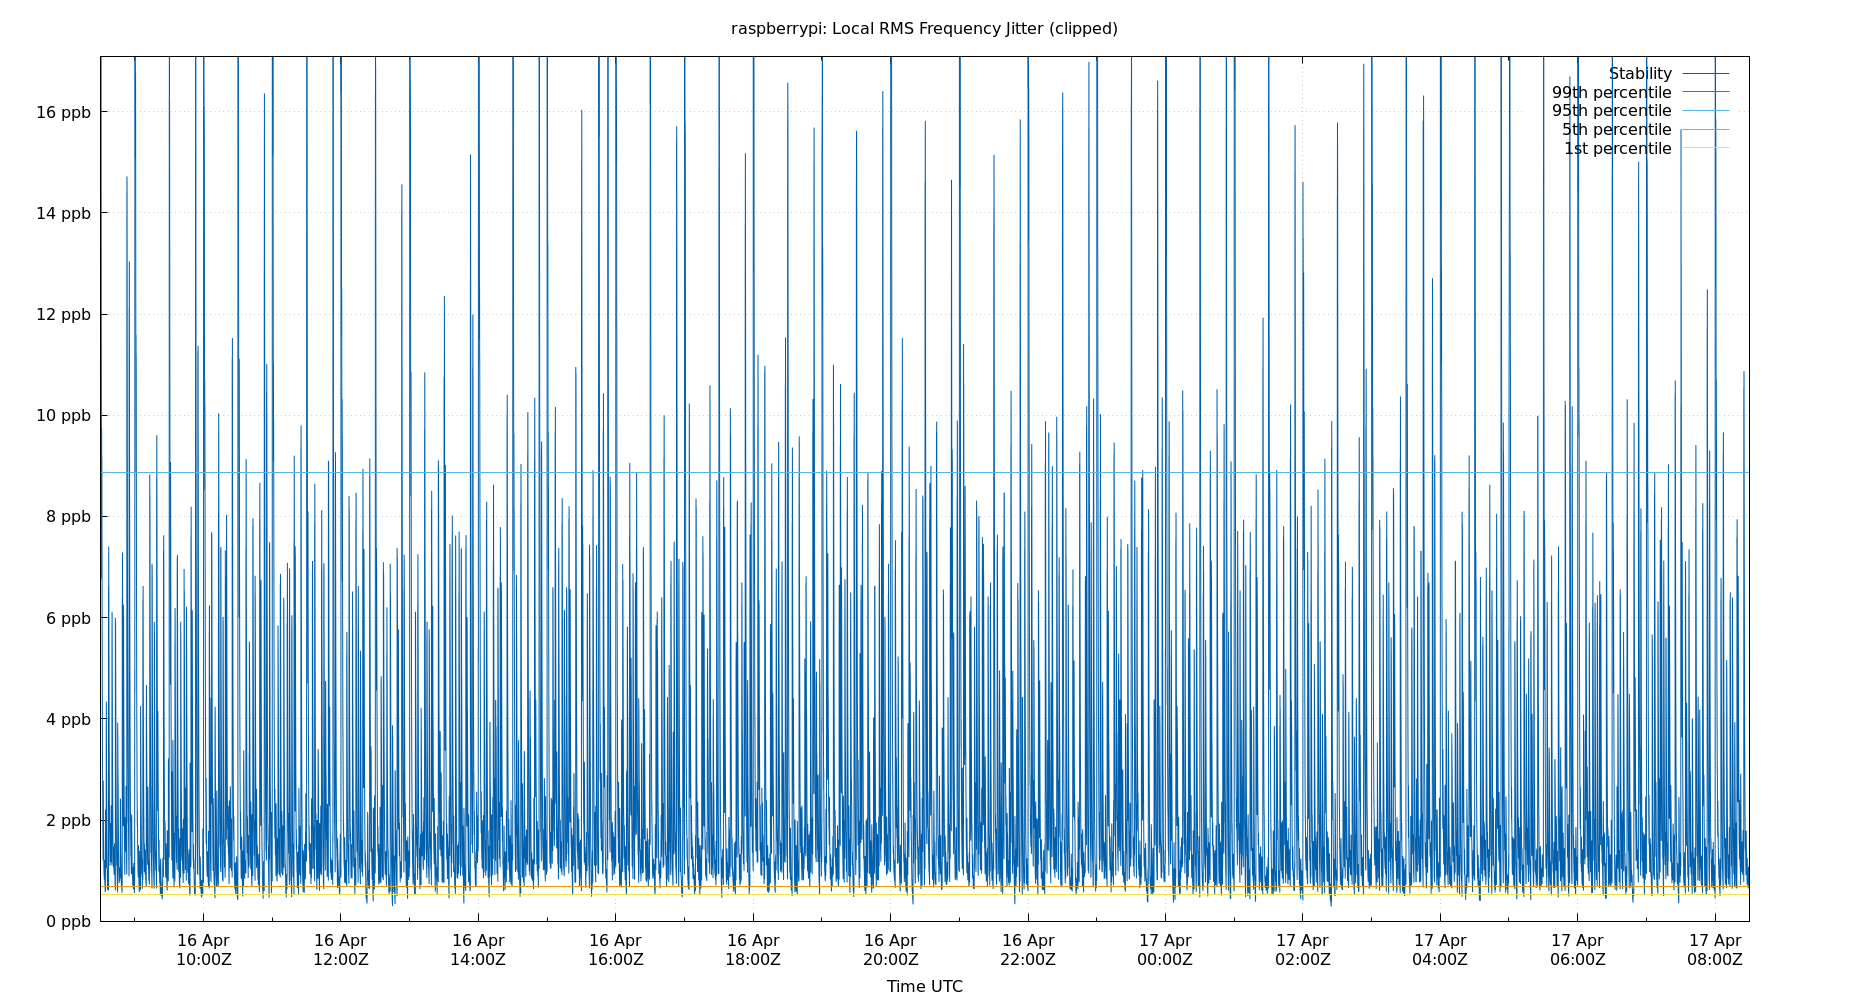 raspberrypi: Local RMS Frequency Jitter (clipped)
Stability
99th percentile
95th percentile
5th percentile
1st percentile
16 ppb
14 ppb
12 ppb
10 ppb
8 ppb
6 ppb
4 ppb
2 ppb
0 ppb
16 Apr 16 Apr 16 Apr 16 Apr 16 Apr 16 Apr 16 Apr 17 Apr 17 Apr 17 Apr 17 Apr 17 Apr
10:00Z 12:00Z 14:00Z 16:00Z 18:00Z 20:00Z 22:00Z 00:00Z 02:00Z 04:00Z 06:00Z 08:00Z
Time UTC